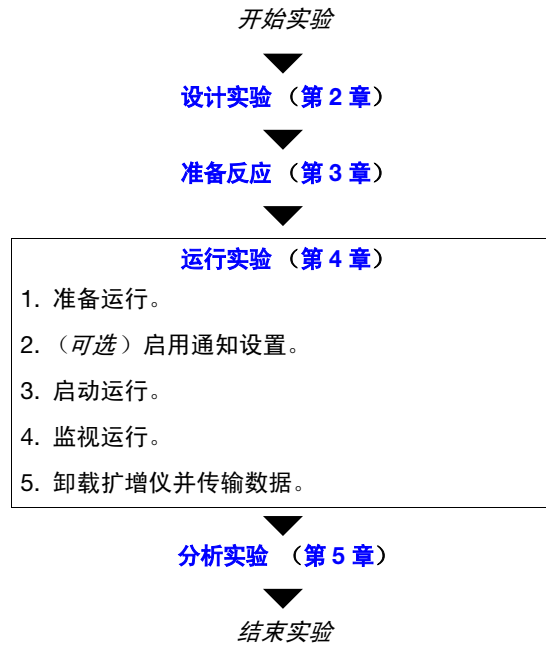 开始实验
设计实验 （第 2 章）
准备反应 （第 3 章）
运行实验 （第 4 章）
1. 准备运行。
2. （可选）启用通知设置。
3. 启动运行。
4. 监视运行。
5. 卸载扩增仪并传输数据。
分析实验 （第 5 章）
结束实验